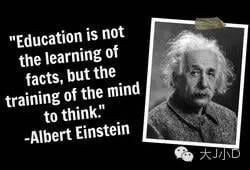 "Education is not
the learning of
facts, but the
training of the mind
to think."
-Albert Einstein
大J小D